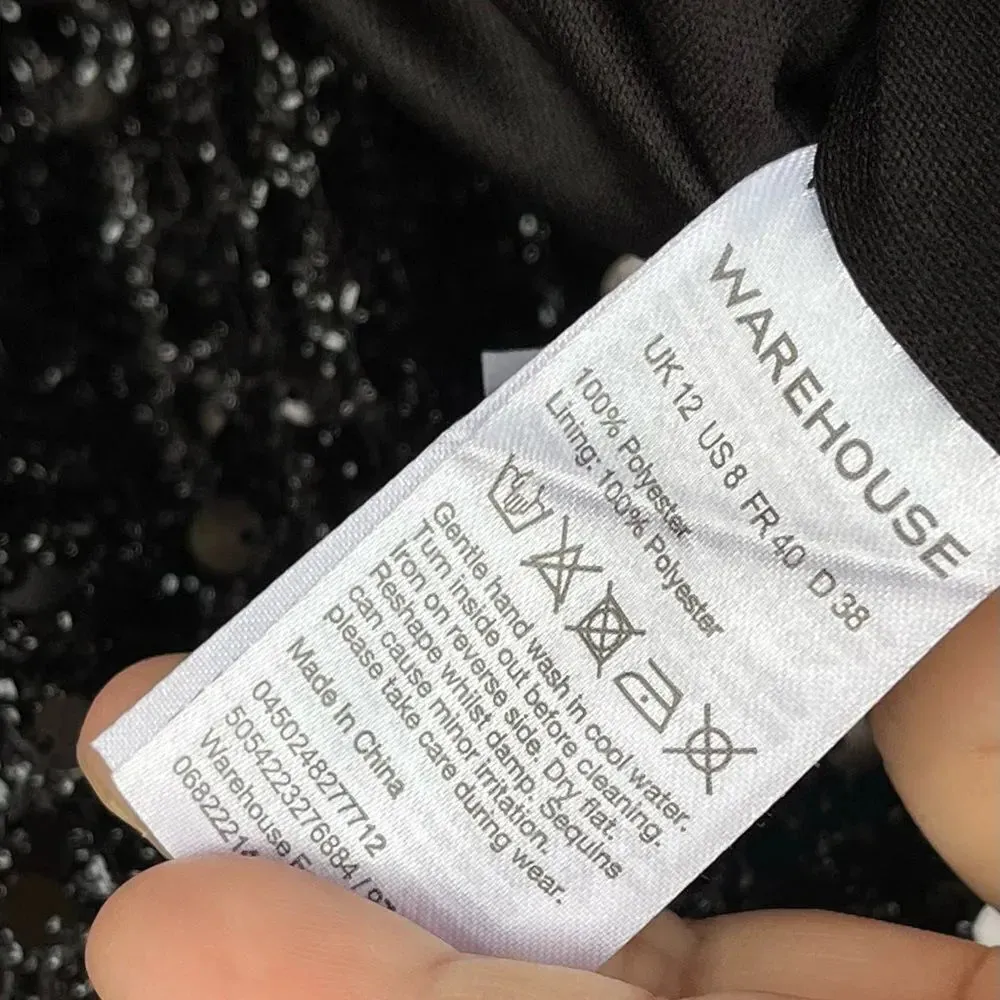 WAREHOUSE
UK 12 US 8 FR 40 D 38
100% Polyester
Lining: 100% Polyester
Gentle hand wash in cool water.
Turn inside out before cleaning.
Iron on reverse side. Dry flat.
Reshape whilst damp. Sequins
can cause minor irritation.
please take care during wear.
Made In China
0450248277712
5054223276884 /
Warehouse